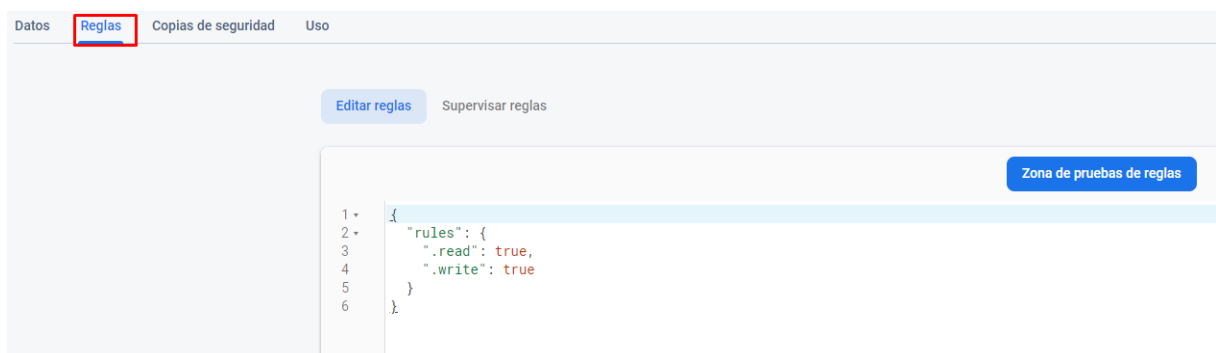 Datos Reglas Copias de seguridad Uso
Editar reglas Supervisar reglas
Zona de pruebas de reglas
1 {
2 "rules": {
3 ".read": true,
4 ".write": true
5 }
6 }